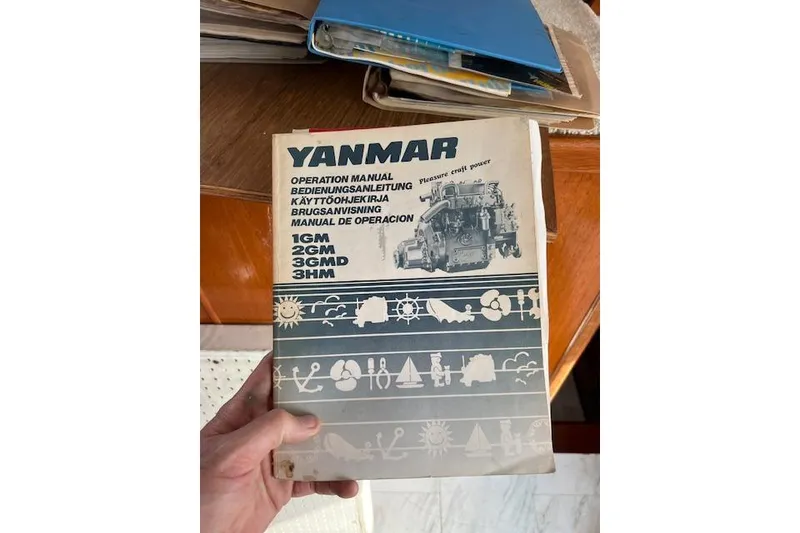 YANMAR
OPERATION MANUAL
BEDIENUNGSANLEITUNG
KÄYTTÖOHJEKIRJA
BRUGSANVISNING
MANUAL DE OPERACION
Pleasure craft power
1GM
2GM
3GMD
3HM